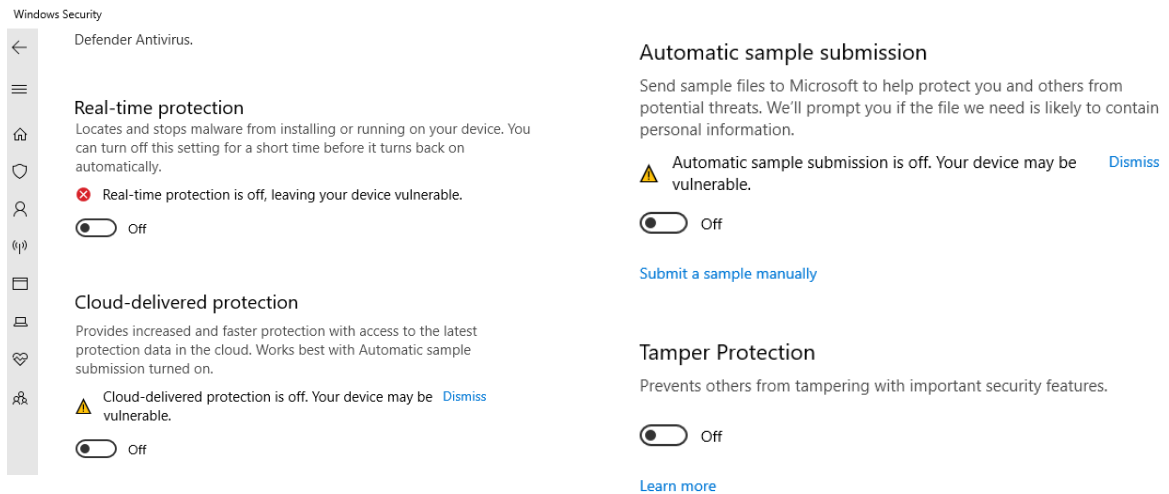 Windows Security
Defender Antivirus.
Real-time protection
Locates and stops malware from installing or running on your device. You
can turn off this setting for a short time before it turns back on
automatically.
Real-time protection is off, leaving your device vulnerable.
Off
Cloud-delivered protection
Provides increased and faster protection with access to the latest
protection data in the cloud. Works best with Automatic sample
submission turned on.
Cloud-delivered protection is off. Your device may be Dismiss
vulnerable.
Off
Automatic sample submission
Send sample files to Microsoft to help protect you and others from
potential threats. We’ll prompt you if the file we need is likely to contain
personal information.
Automatic sample submission is off. Your device may be Dismiss
vulnerable.
Off
Submit a sample manually
Tamper Protection
Prevents others from tampering with important security features.
Off
Learn more